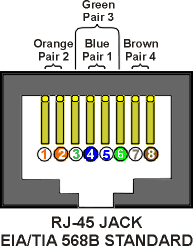 Green
Pair 3
Orange Blue Brown
Pair 2 Pair 1 Pair 4
1 2 3 4 5 6 7 8
RJ-45 JACK
EIA/TIA 568B STANDARD